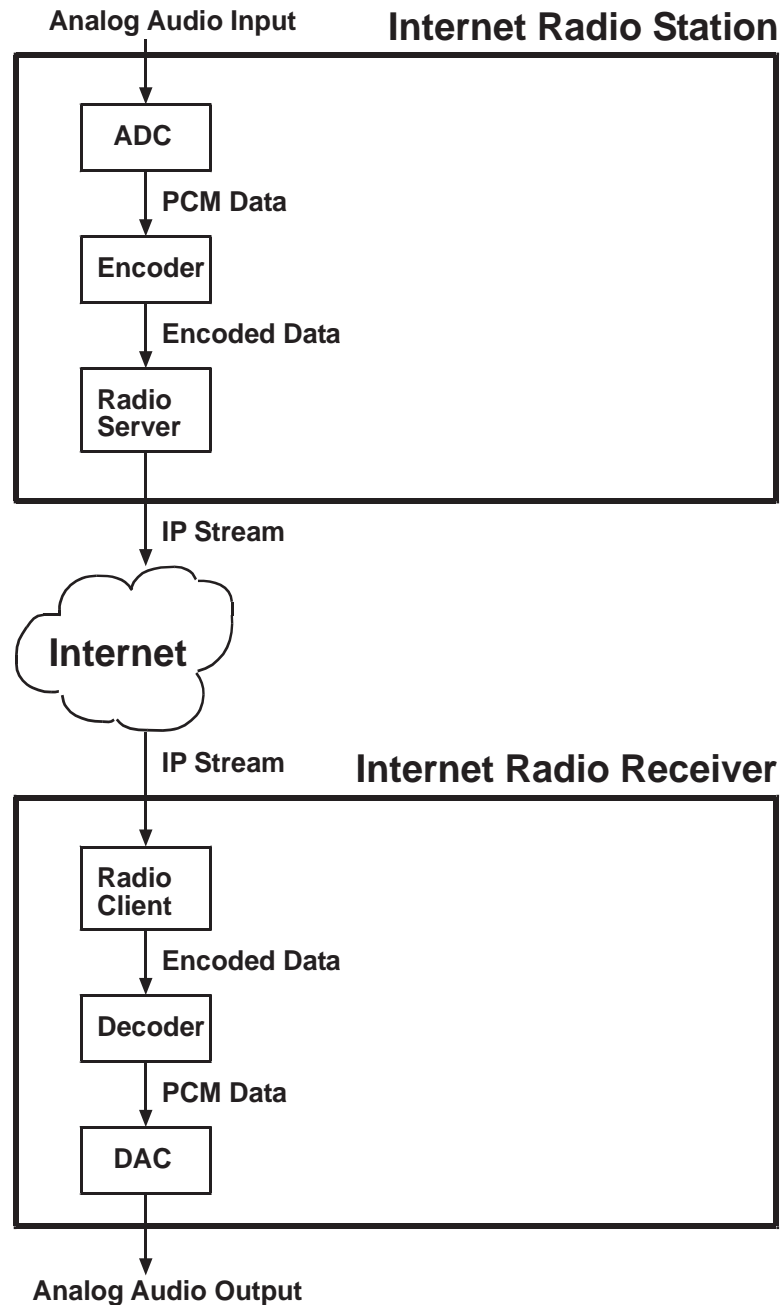 Analog Audio Input
Internet Radio Station
ADC
PCM Data
Encoder
Encoded Data
Radio
Server
IP Stream
Internet
IP Stream
Internet Radio Receiver
Radio
Client
Encoded Data
Decoder
PCM Data
DAC
Analog Audio Output